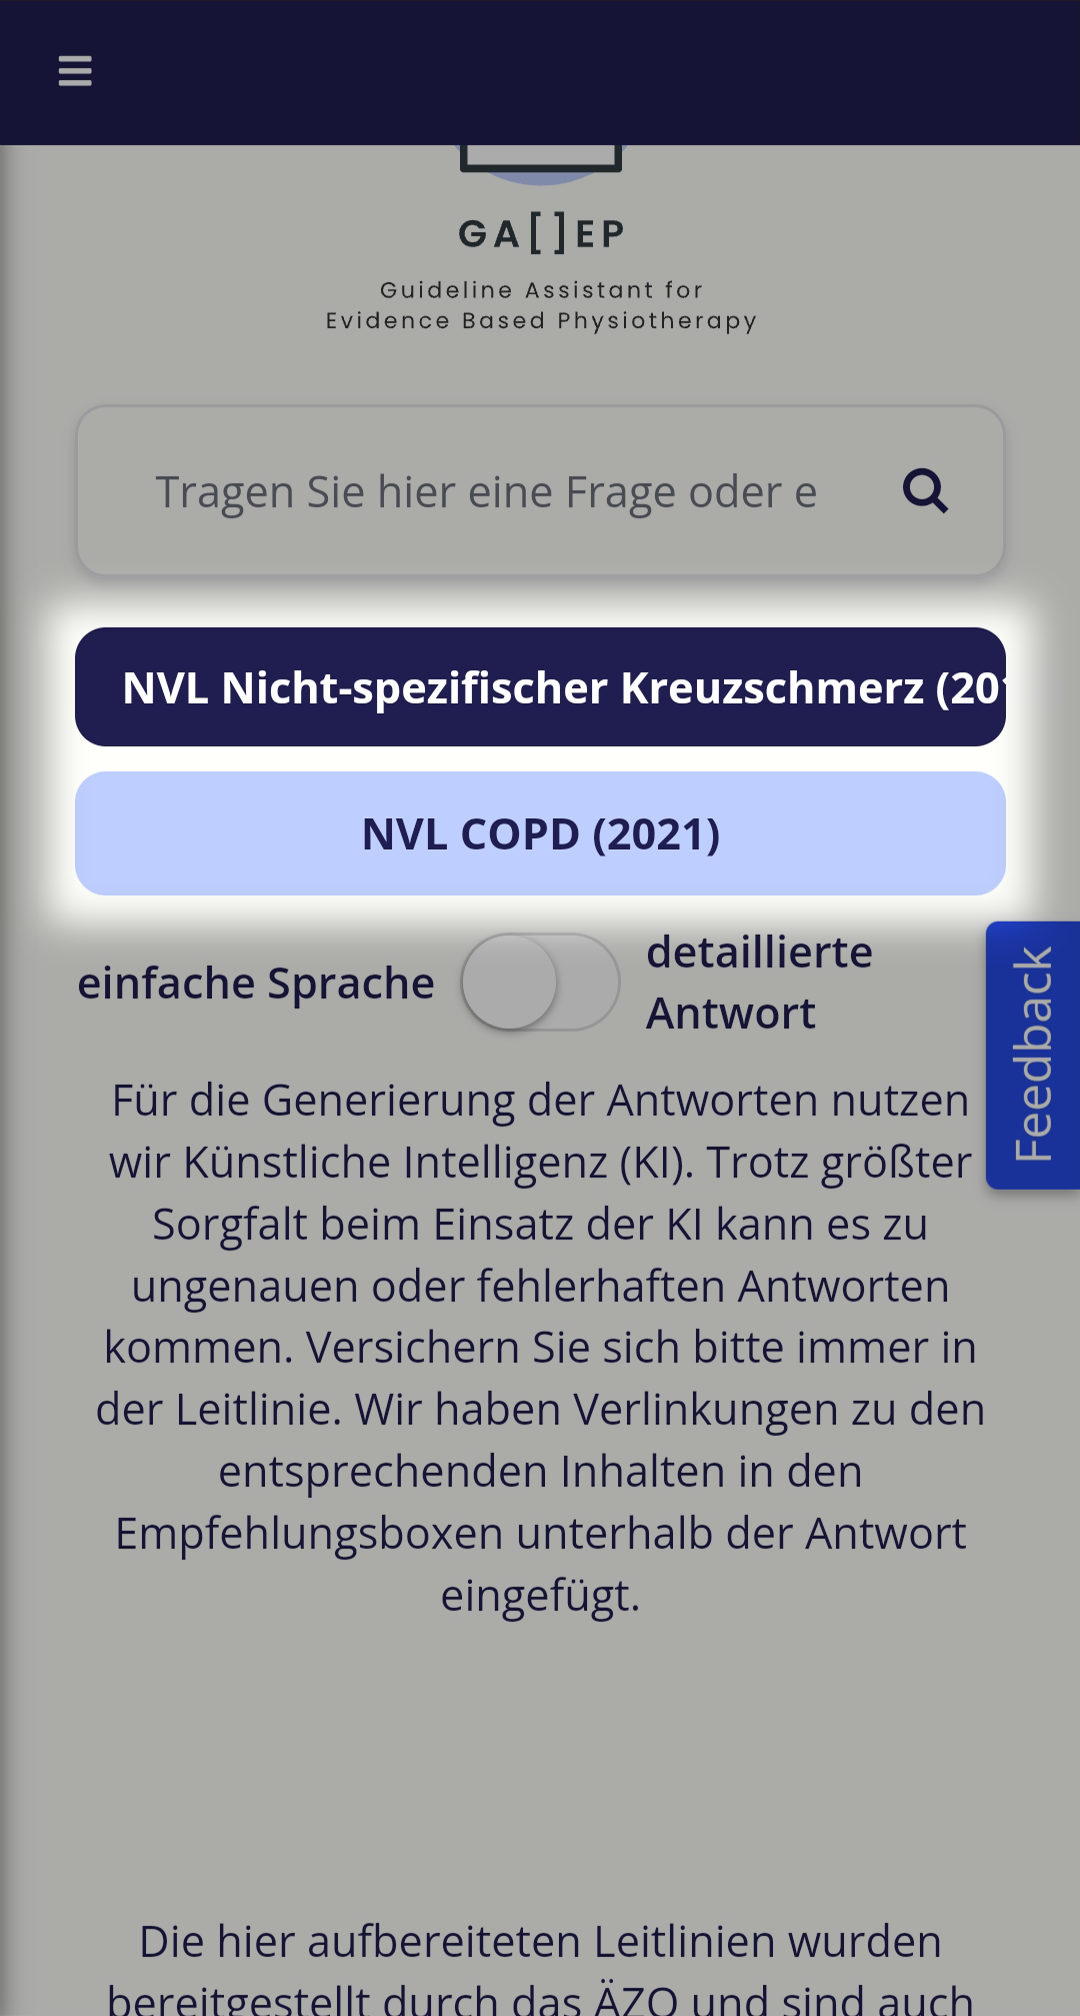 GA[]EP
Guideline Assistant for
Evidence Based Physiotherapy
Tragen Sie hier eine Frage oder e
NVL Nicht-spezifischer Kreuzschmerz (20
NVL COPD (2021)
einfache Sprache
detaillierte
Antwort
Feedback
Für die Generierung der Antworten nutzen
wir Künstliche Intelligenz (KI). Trotz größter
Sorgfalt beim Einsatz der KI kann es zu
ungenauen oder fehlerhaften Antworten
kommen. Versichern Sie sich bitte immer in
der Leitlinie. Wir haben Verlinkungen zu den
entsprechenden Inhalten in den
Empfehlungsboxen unterhalb der Antwort
eingefügt.
Die hier aufbereiteten Leitlinien wurden
bereitgestellt durch das ÄZQ und sind auch